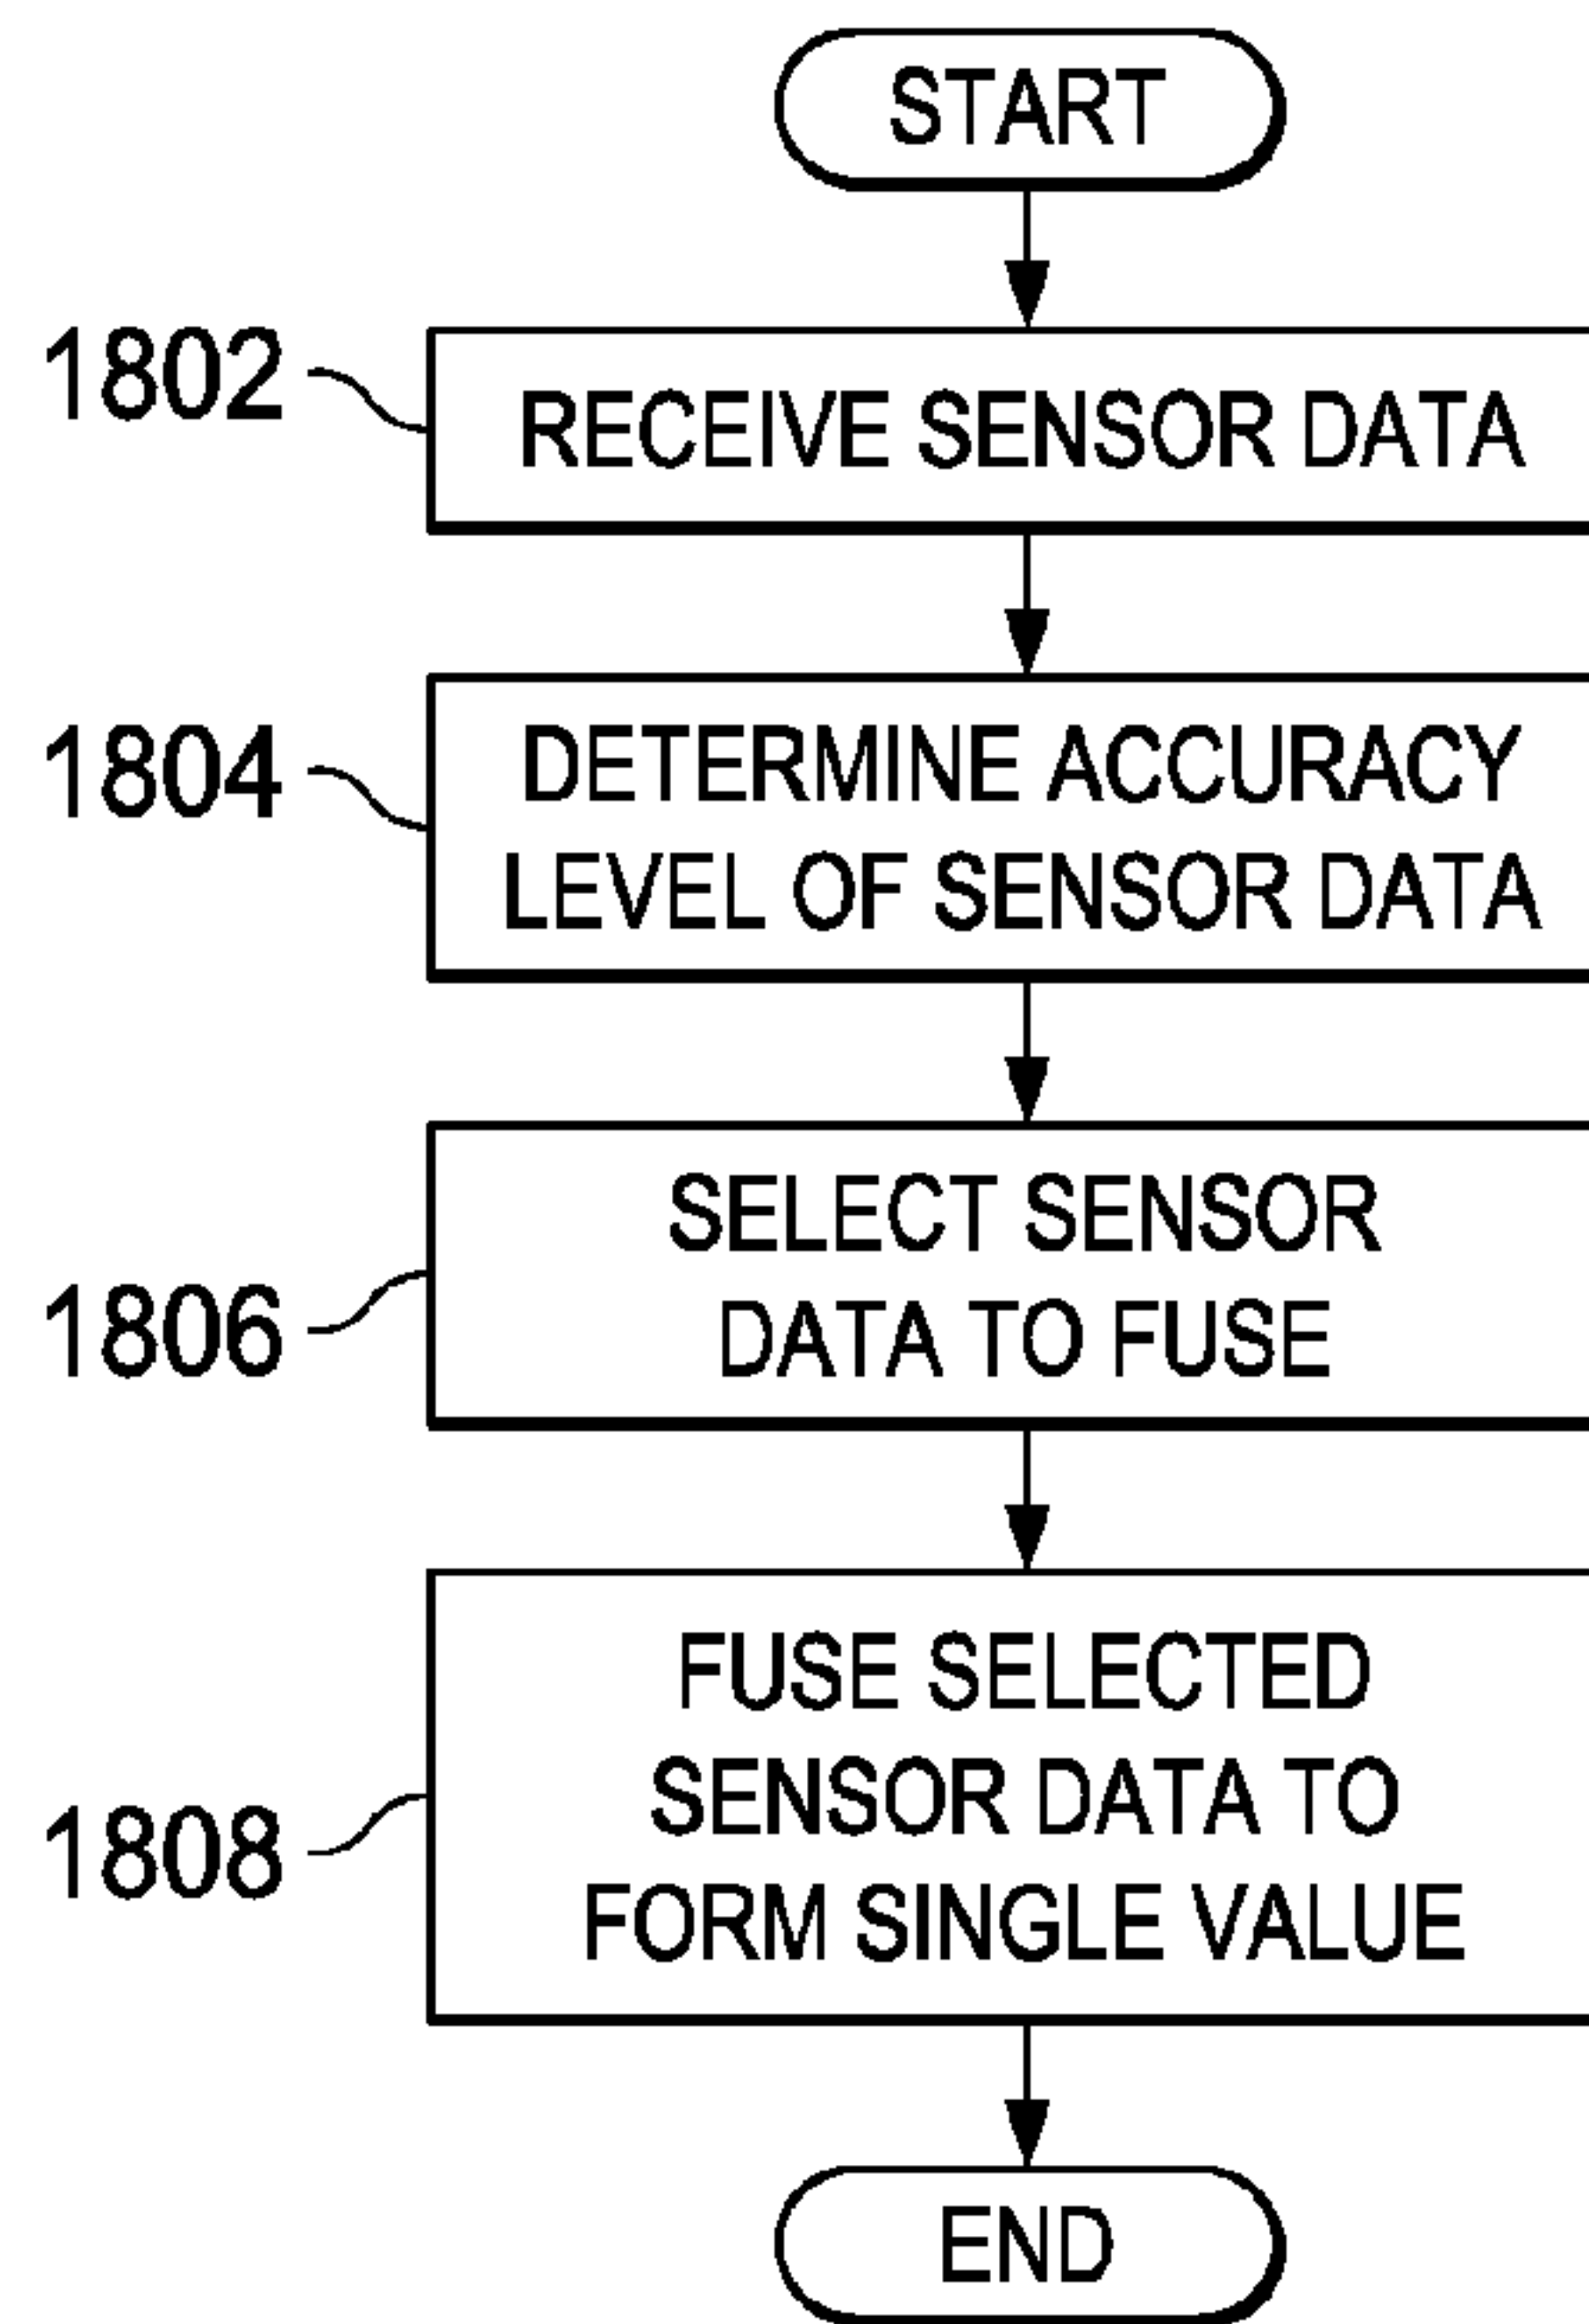 START
1802
RECEIVE SENSOR DATA
1804
DETERMINE ACCURACY
LEVEL OF SENSOR DATA
1806
SELECT SENSOR
DATA TO FUSE
1808
FUSE SELECTED
SENSOR DATA TO
FORM SINGLE VALUE
END